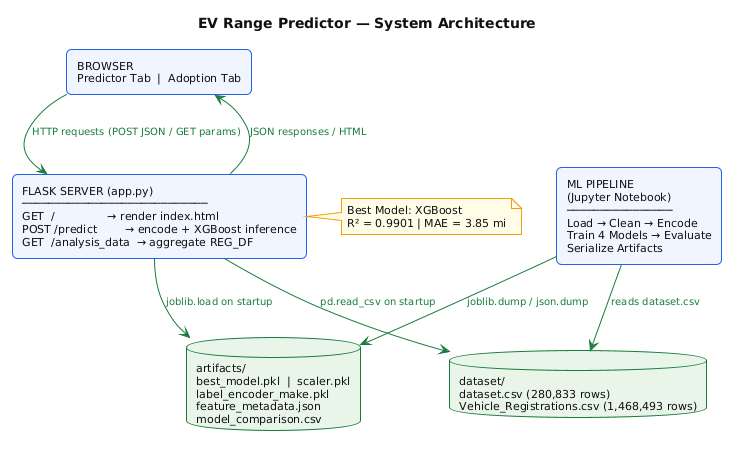 EV Range Predictor — System Architecture
BROWSER
Predictor Tab | Adoption Tab
HTTP requests (POST JSON / GET params)
JSON responses / HTML
FLASK SERVER (app.py)
GET / → render index.html
POST /predict → encode + XGBoost inference
GET /analysis_data → aggregate REG_DF
Best Model: XGBoost
R² = 0.9901 | MAE = 3.85 mi
ML PIPELINE
(Jupyter Notebook)
Load → Clean → Encode
Train 4 Models → Evaluate
Serialize Artifacts
joblib.load on startup
pd.read_csv on startup
joblib.dump / json.dump
reads dataset.csv
artifacts/
best_model.pkl | scaler.pkl
label_encoder_make.pkl
feature_metadata.json
model_comparison.csv
dataset/
dataset.csv (280,833 rows)
Vehicle_Registrations.csv (1,468,493 rows)